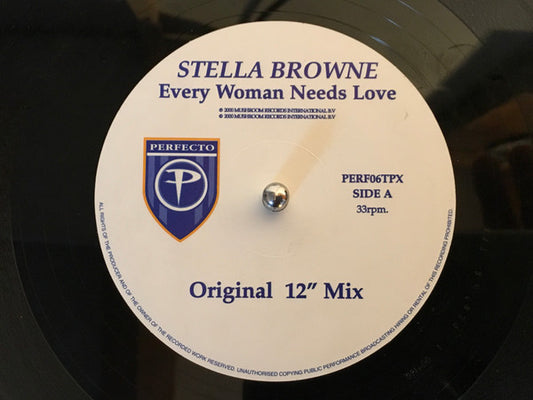 STELLA BROWNE
Every Woman Needs Love
℗ 2000 MUSHROOM RECORDS INTERNATIONAL B.V
© 2000 MUSHROOM RECORDS INTERNATIONAL B.V
PERFECTO
P
PERF06TPX
SIDE A
33rpm.
Original 12" Mix
ALL RIGHTS OF THE PRODUCER AND OF THE OWNER OF THE RECORDED WORK RESERVED. UNAUTHORISED COPYING PUBLIC PERFORMANCE BROADCASTING HIRING OR RENTAL OF THIS RECORDING PROHIBITED.